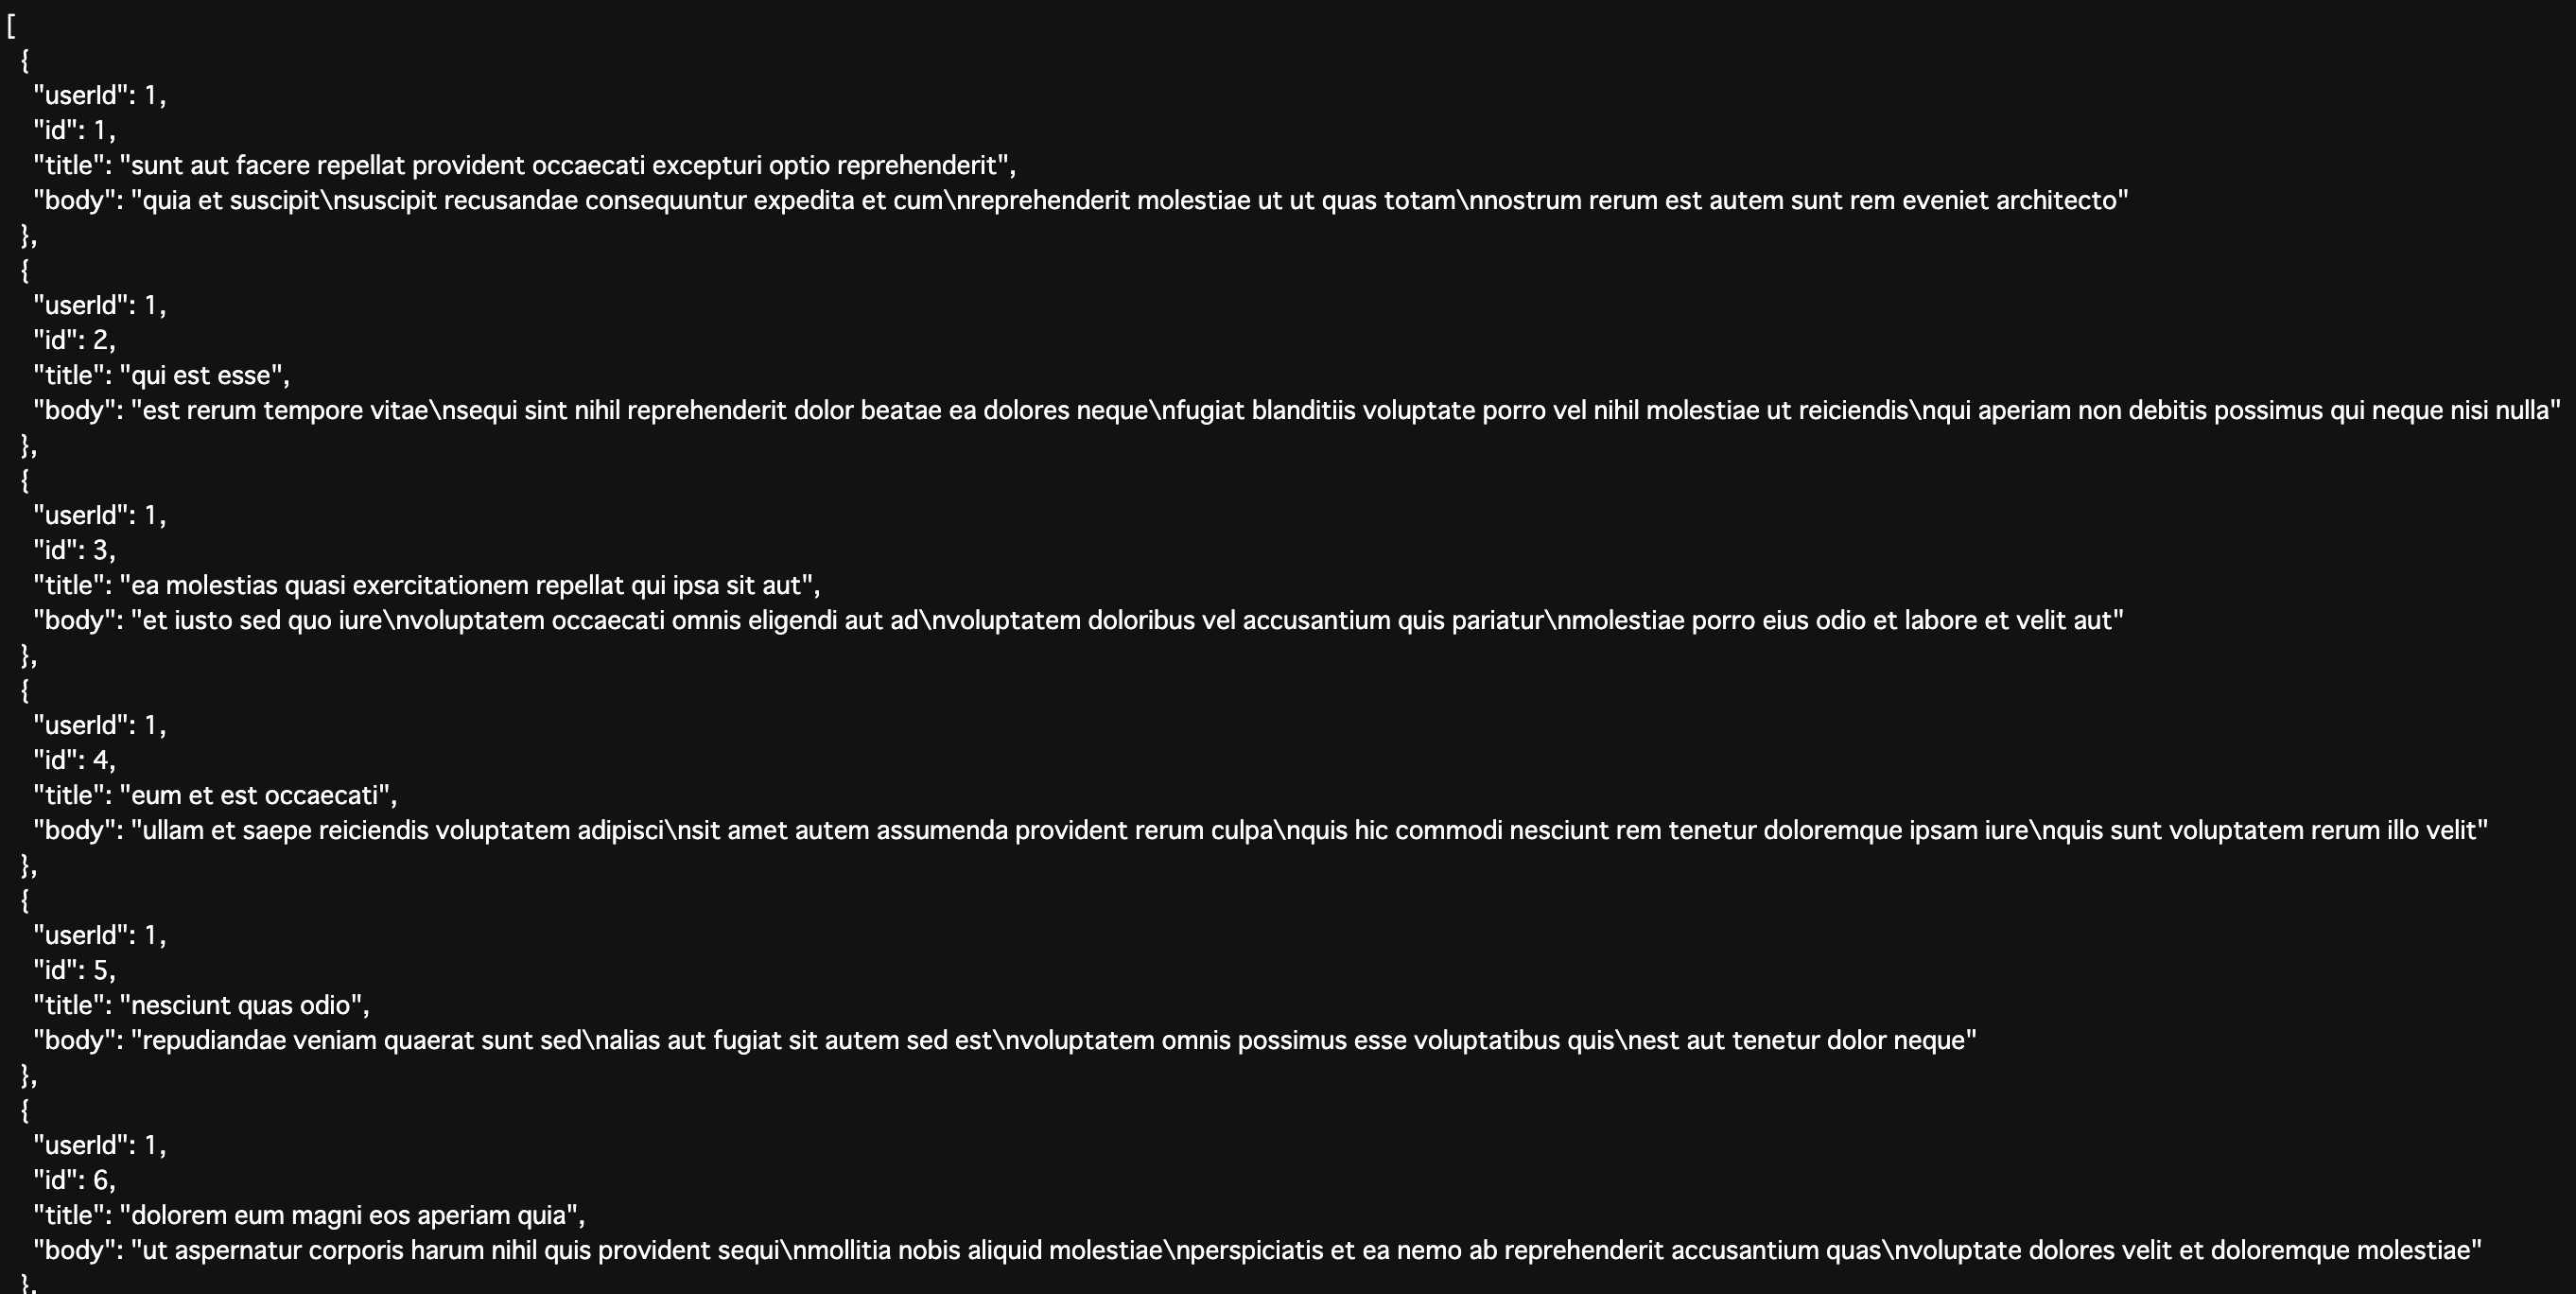 [
{
"userId": 1,
"id": 1,
"title": "sunt aut facere repellat provident occaecati excepturi optio reprehenderit",
"body": "quia et suscipit\nsuscipit recusandae consequuntur expedita et cum\nreprehenderit molestiae ut ut quas totam\nnostrum rerum est autem sunt rem eveniet architecto"
},
{
"userId": 1,
"id": 2,
"title": "qui est esse",
"body": "est rerum tempore vitae\nsequi sint nihil reprehenderit dolor beatae ea dolores neque\nfugiat blanditiis voluptate porro vel nihil molestiae ut reiciendis\nqui aperiam non debitis possimus qui neque nisi nulla"
},
{
"userId": 1,
"id": 3,
"title": "ea molestias quasi exercitationem repellat qui ipsa sit aut",
"body": "et iusto sed quo iure\nvoluptatem occaecati omnis eligendi aut ad\nvoluptatem doloribus vel accusantium quis pariatur\nmolestiae porro eius odio et labore et velit aut"
},
{
"userId": 1,
"id": 4,
"title": "eum et est occaecati",
"body": "ullam et saepe reiciendis voluptatem adipisci\nsit amet autem assumenda provident rerum culpa\nquis hic commodi nesciunt rem tenetur doloremque ipsam iure\nquis sunt voluptatem rerum illo velit"
},
{
"userId": 1,
"id": 5,
"title": "nesciunt quas odio",
"body": "repudiandae veniam quaerat sunt sed\nalias aut fugiat sit autem sed est\nvoluptatem omnis possimus esse voluptatibus quis\nest aut tenetur dolor neque"
},
{
"userId": 1,
"id": 6,
"title": "dolorem eum magni eos aperiam quia",
"body": "ut aspernatur corporis harum nihil quis provident sequi\nmollitia nobis aliquid molestiae\nperspiciatis et ea nemo ab reprehenderit accusantium quas\nvoluptate dolores velit et doloremque molestiae"
},